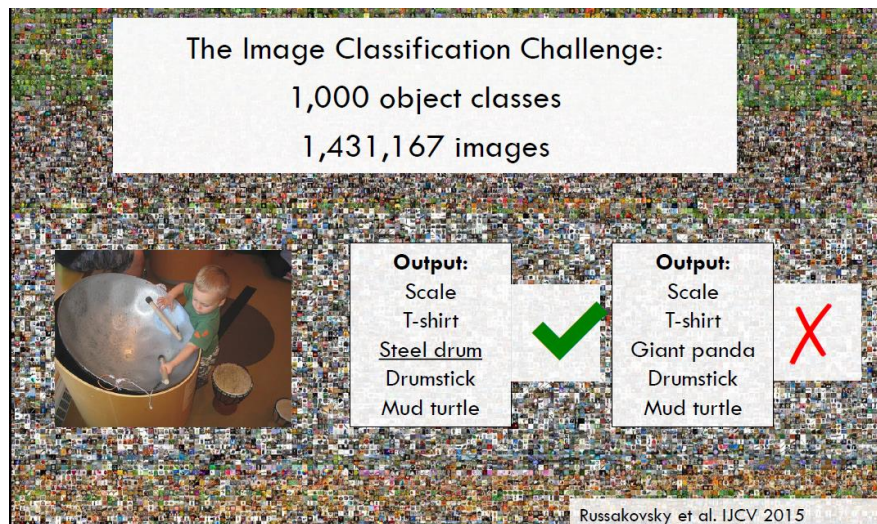 The Image Classification Challenge:
1,000 object classes
1,431,167 images
Output:
Scale
T-shirt
Steel drum
Drumstick
Mud turtle
Output:
Scale
T-shirt
Giant panda
Drumstick
Mud turtle
Russakovsky et al. IJCV 2015